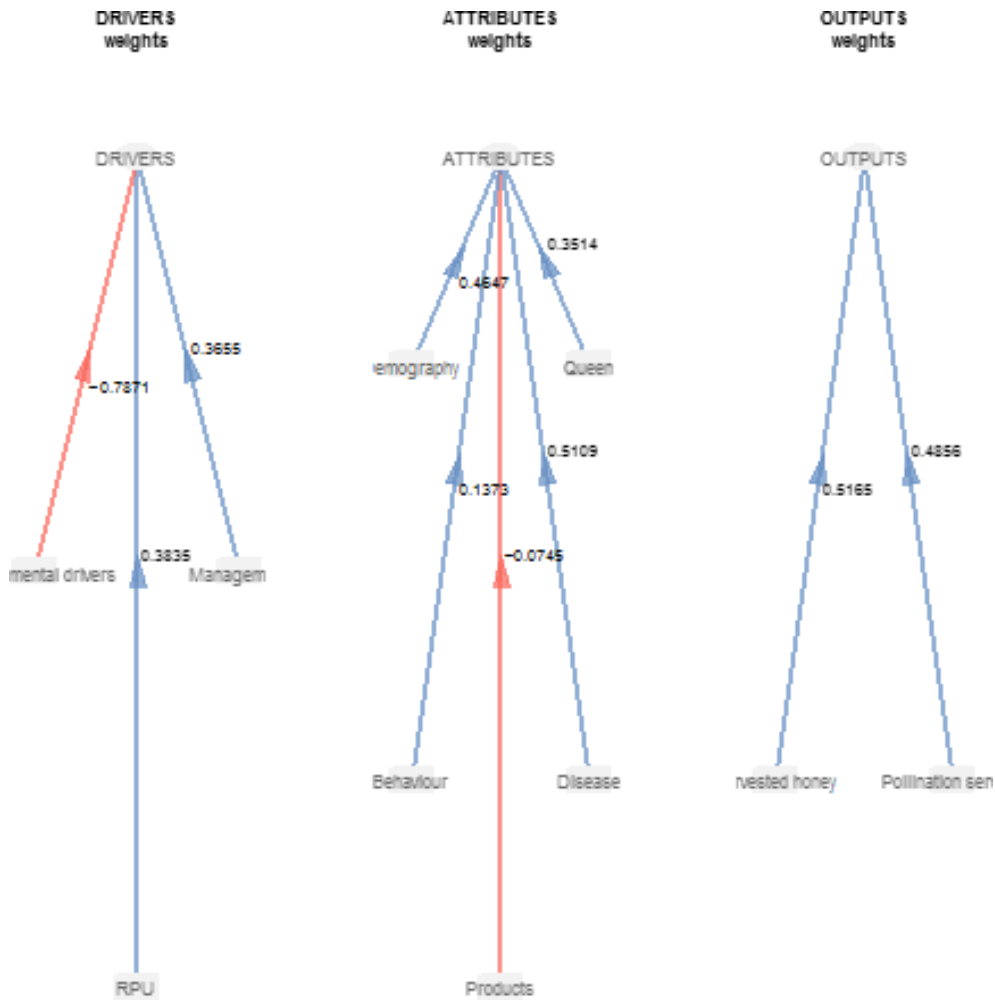 DRIVERS
weights
ATTRIBUTES
weights
OUTPUTS
weights
DRIVERS
ATTRIBUTES
OUTPUTS
0.3514
0.4647
0.3655
−0.7871
emography
Queen
0.5109
0.4856
0.1373
0.5165
0.3835
−0.0745
mental drivers
Managem
Behaviour
Disease
rvested honey
Pollination serv
RPU
Products